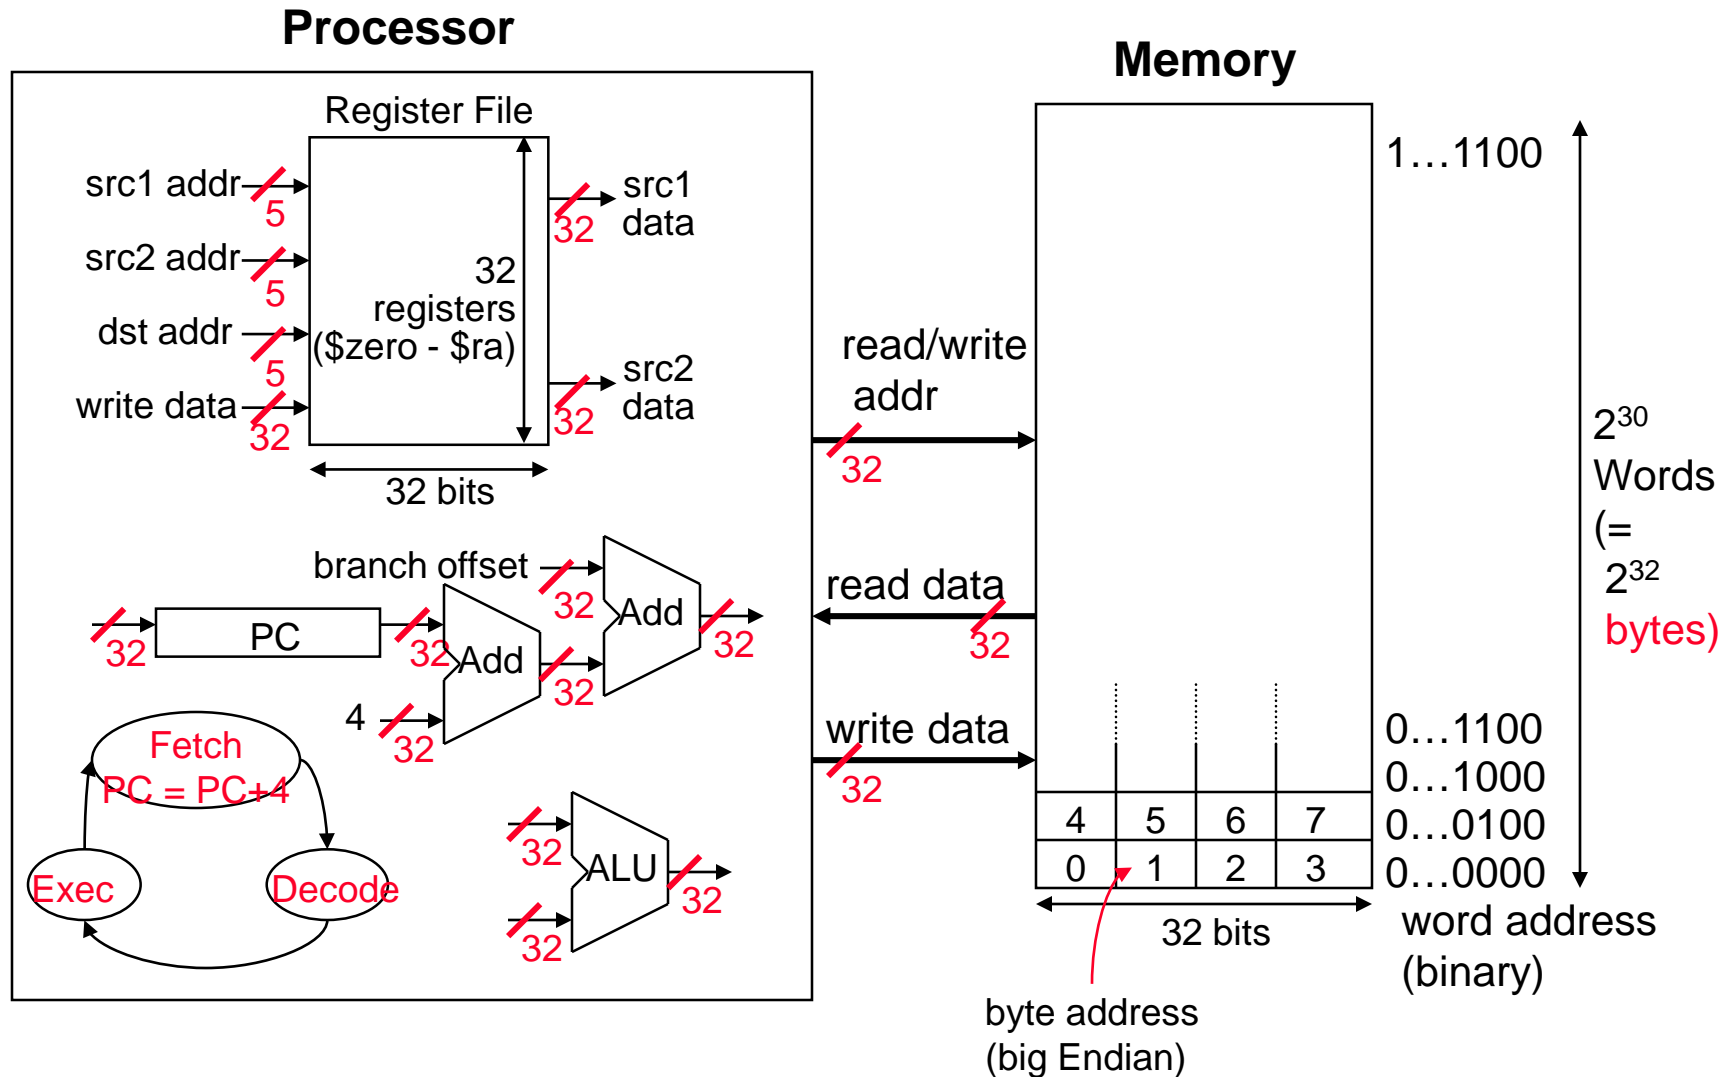 Processor
Memory
Register File
src1 addr
5
src2 addr
5
dst addr
5
write data
32
32
registers
($zero - $ra)
32 bits
src1
data
32
src2
data
32
branch offset
32
Add
32
PC
32
32
Add
32
4
32
32
Fetch
PC = PC+4
Exec
Decode
32
ALU
32
32
read/write
addr
32
read data
32
write data
32
1…1100
2³⁰
Words
(=
2³²
bytes)
0…1100
0…1000
4 5 6 7 0…0100
0 1 2 3 0…0000
32 bits
word address
(binary)
byte address
(big Endian)